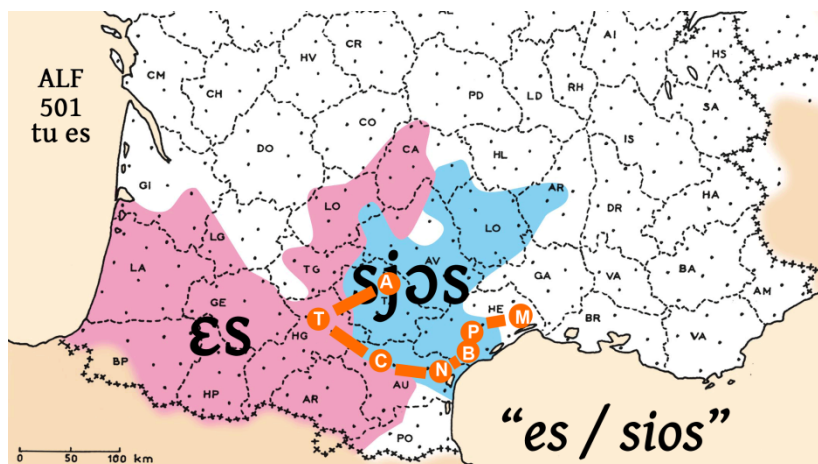 ALF
501
tu es
CM
CH
HV
CR
AL
AI
HS
PD
LD
RH
SA
CO
DO
CA
HL
IS
GI
AR
LO
LO
DR
HA
LG
LA
TG
AV
sjɔs
A
T
GA
VA
BA
AM
GE
ɛs
T
HG
HE
M
P
BR
VA
BP
C
N
B
HP
AR
AU
PO
0 50 100 km
“es / sios”